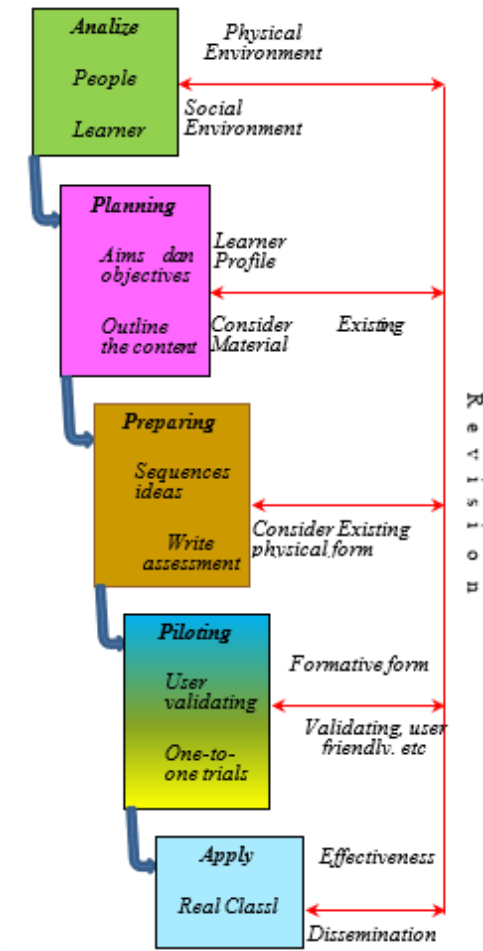 Analize
People
Learner
Physical
Environment
Social
Environment
Planning
Aims dan
objectives
Outline
the content
Learner
Profile
Consider Existing
Material
Preparing
Sequences
ideas
Write
assessment
Consider Existing
physical form
Piloting
User
validating
One-to-
one trials
Formative form
Validating, user
friendlv. etc
Apply
Real Classl
Effectiveness
Dissemination
Revision